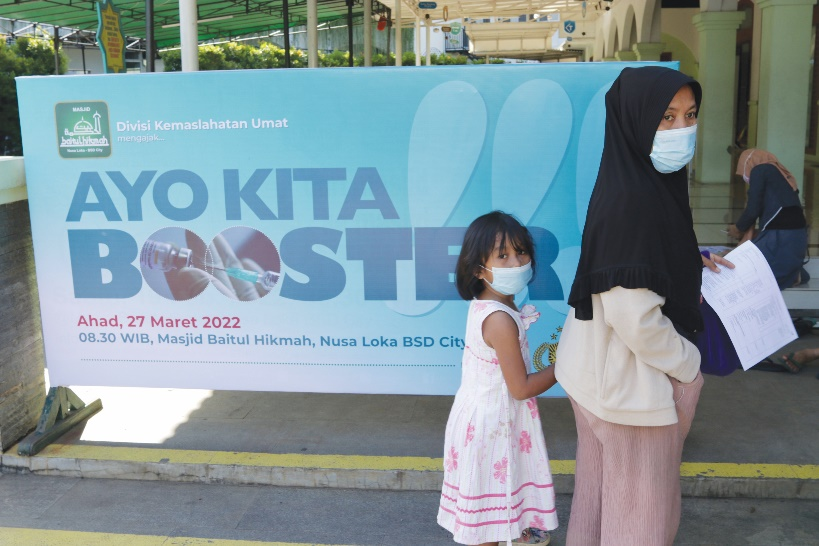 MASJID
baitul hikmah
Nusa Loka - BSD City
Divisi Kemaslahatan Umat
mengajak...
AYO KITA
BOOSTER
Ahad, 27 Maret 2022
08.30 WIB, Masjid Baitul Hikmah, Nusa Loka BSD City